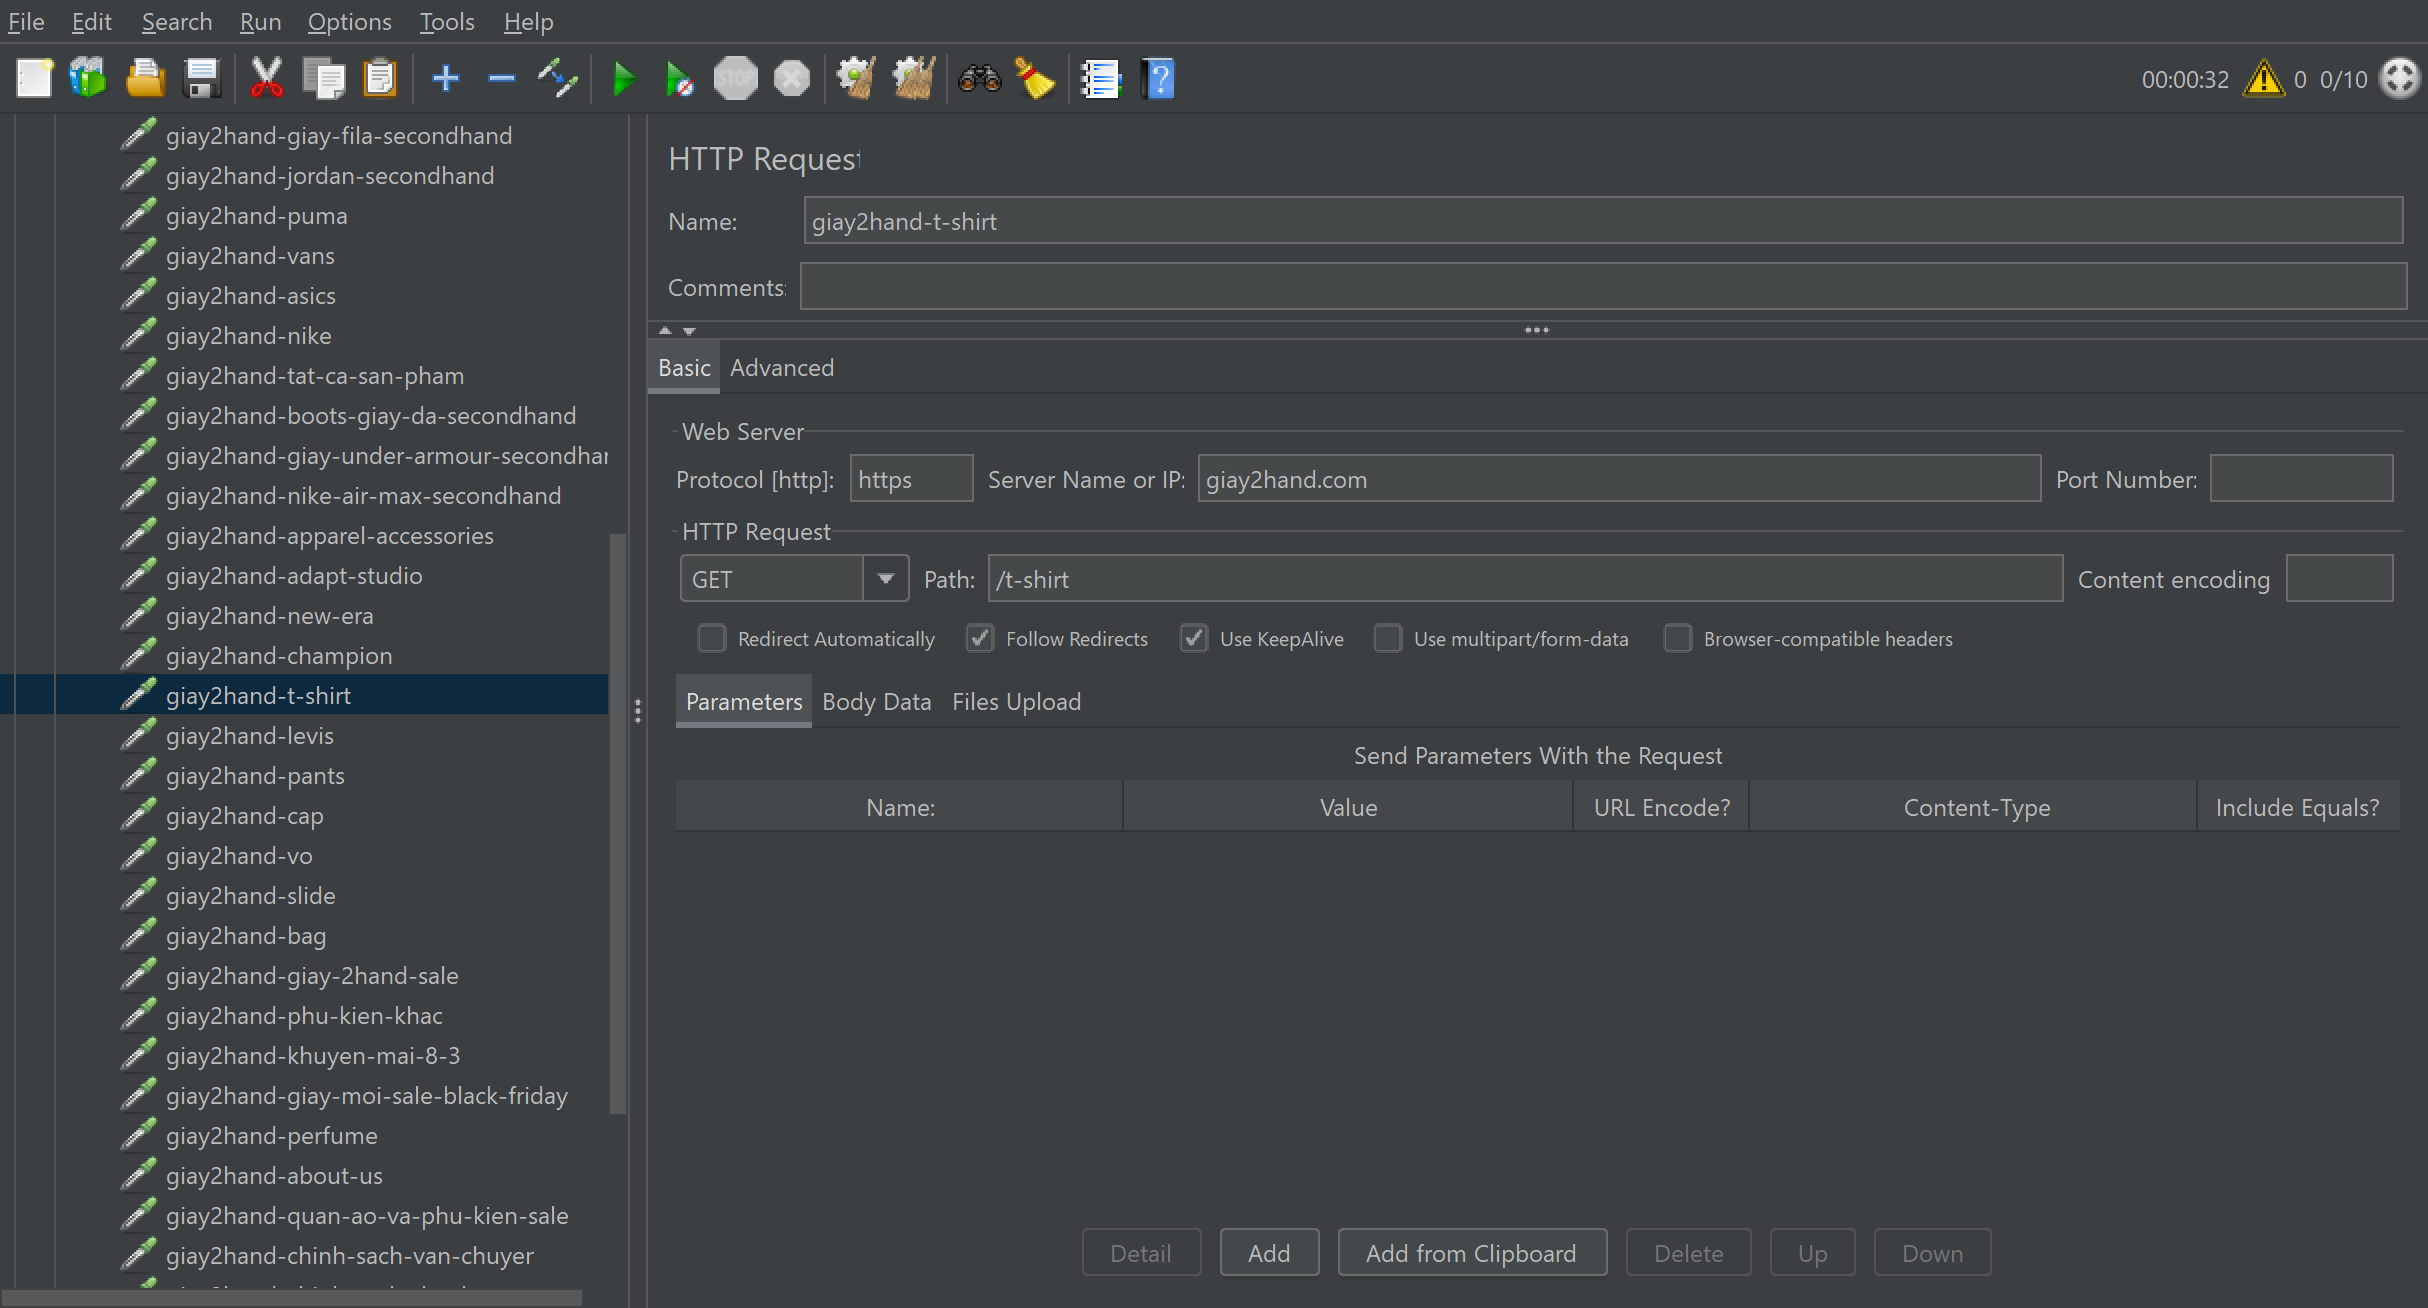 File Edit Search Run Options Tools Help
STOP ? 00:00:32 0 0/10
giay2hand-giay-fila-secondhand
giay2hand-jordan-secondhand
giay2hand-puma
giay2hand-vans
giay2hand-asics
giay2hand-nike
giay2hand-tat-ca-san-pham
giay2hand-boots-giay-da-secondhand
giay2hand-giay-under-armour-secondhan
giay2hand-nike-air-max-secondhand
giay2hand-apparel-accessories
giay2hand-adapt-studio
giay2hand-new-era
giay2hand-champion
giay2hand-t-shirt
giay2hand-levis
giay2hand-pants
giay2hand-cap
giay2hand-vo
giay2hand-slide
giay2hand-bag
giay2hand-giay-2hand-sale
giay2hand-phu-kien-khac
giay2hand-khuyen-mai-8-3
giay2hand-giay-moi-sale-black-friday
giay2hand-perfume
giay2hand-about-us
giay2hand-quan-ao-va-phu-kien-sale
giay2hand-chinh-sach-van-chuyer
HTTP Request
Name: giay2hand-t-shirt
Comments:
Basic Advanced
Web Server
Protocol [http]: https Server Name or IP: giay2hand.com Port Number:
HTTP Request
GET Path: /t-shirt Content encoding
Redirect Automatically Follow Redirects Use KeepAlive Use multipart/form-data Browser-compatible headers
Parameters Body Data Files Upload
Send Parameters With the Request
Name: Value URL Encode? Content-Type Include Equals?
Detail Add Add from Clipboard Delete Up Down